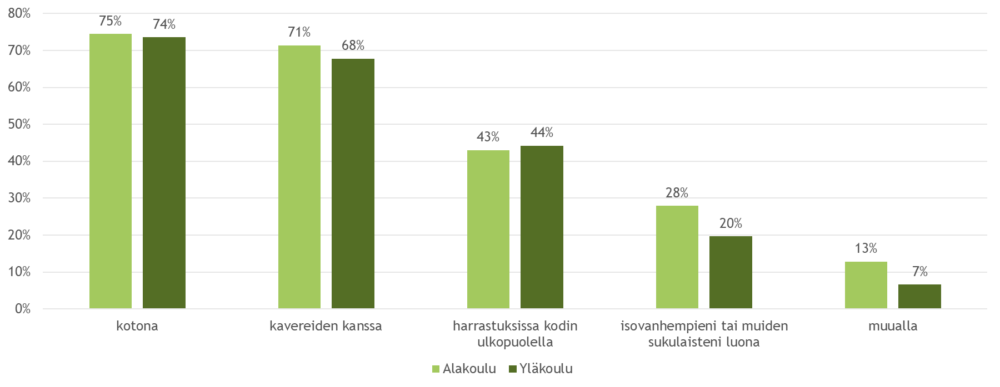 80%
70%
60%
50%
40%
30%
20%
10%
0%
75%
74%
71%
68%
43%
44%
28%
20%
13%
7%
kotona
kavereiden kanssa
harrastuksissa kodin
ulkopuolella
isovanhempieni tai muiden
sukulaisteni luona
muualla
Alakoulu
Yläkoulu